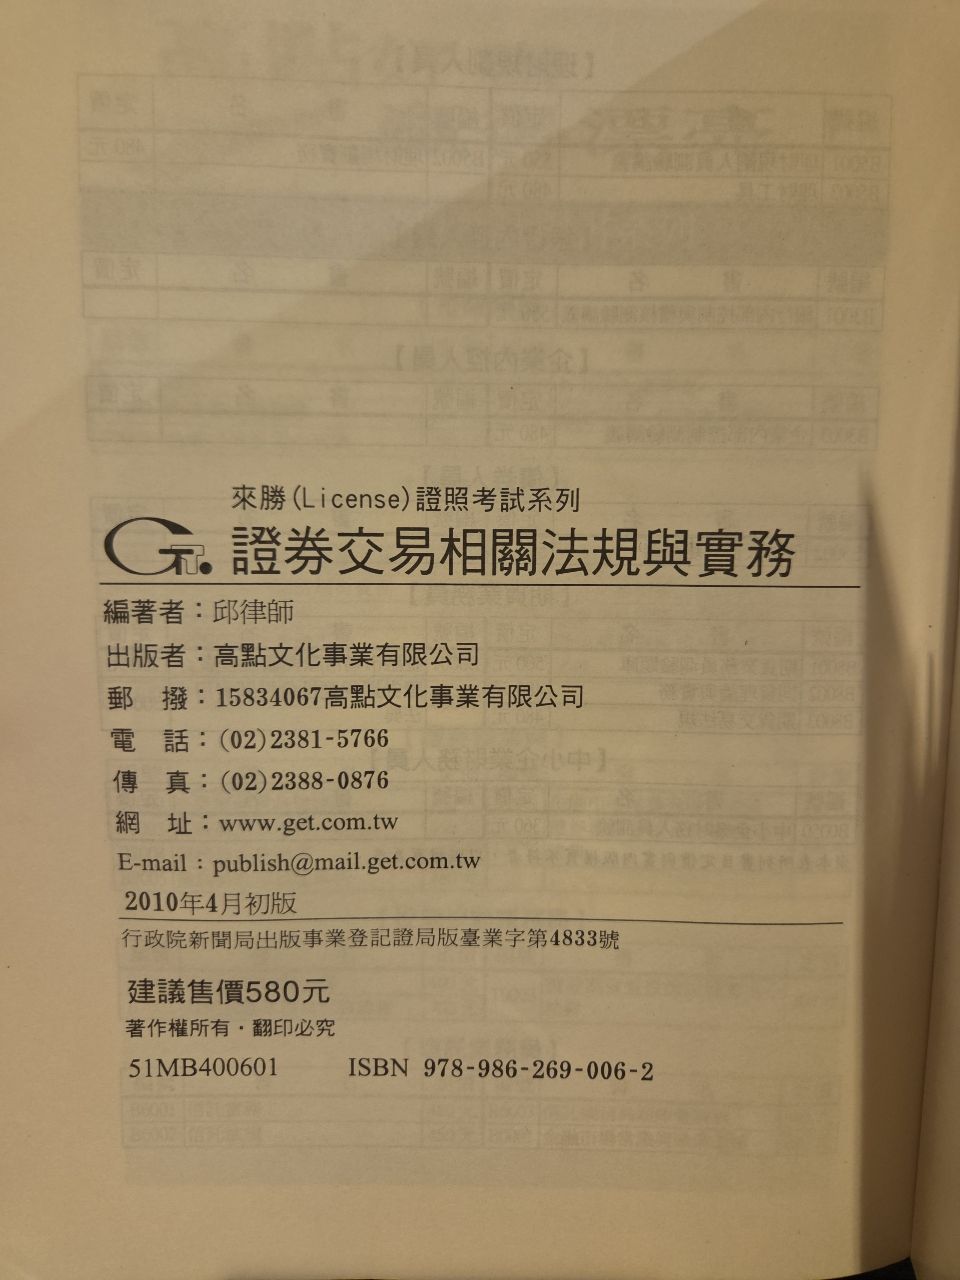 來勝(License)證照考試系列
證券交易相關法規與實務
編著者：邱律師
出版者：高點文化事業有限公司
郵　撥：15834067高點文化事業有限公司
電　話：(02)2381-5766
傳　真：(02)2388-0876
網　址：www.get.com.tw
E-mail：publish@mail.get.com.tw
2010年4月初版
行政院新聞局出版事業登記證局版臺業字第4833號
建議售價580元
著作權所有·翻印必究
51MB400601　ISBN 978-986-269-006-2